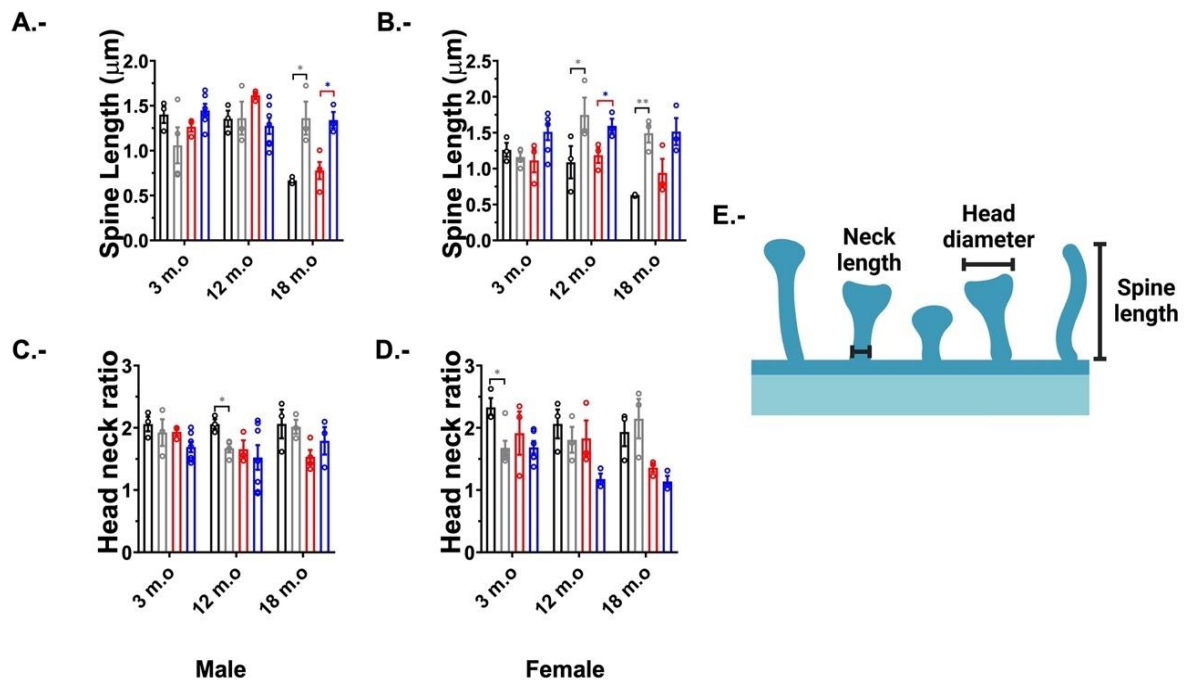 A.-
Spine Length (μm)
2.0
1.5
1.0
0.5
0.0
*
*
3 m.o
12 m.o
18 m.o
B.-
Spine Length (μm)
2.5
2.0
1.5
1.0
0.5
0.0
*
*
**
3 m.o
12 m.o
18 m.o
C.-
Head neck ratio
3
2
1
0
*
3 m.o
12 m.o
18 m.o
Male
D.-
Head neck ratio
3
2
1
0
*
3 m.o
12 m.o
18 m.o
Female
E.-
Neck
length
Head
diameter
Spine
length